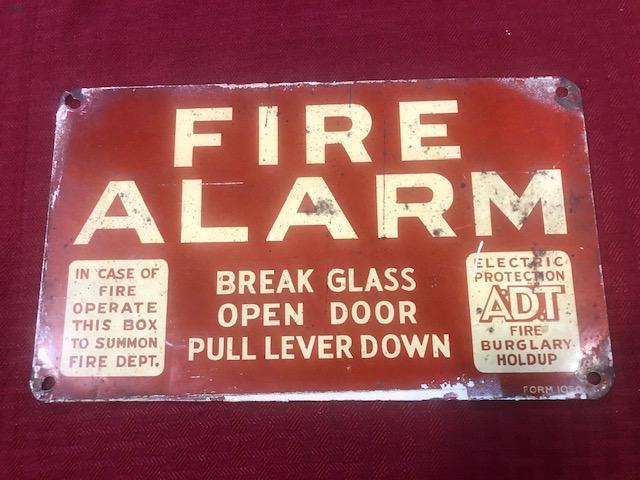 FIRE
ALARM
IN CASE OF
FIRE
OPERATE
THIS BOX
TO SUMMON
FIRE DEPT.
BREAK GLASS
OPEN DOOR
PULL LEVER DOWN
ELECTRIC
PROTECTION
ADT
FIRE
BURGLARY
HOLDUP
FORM